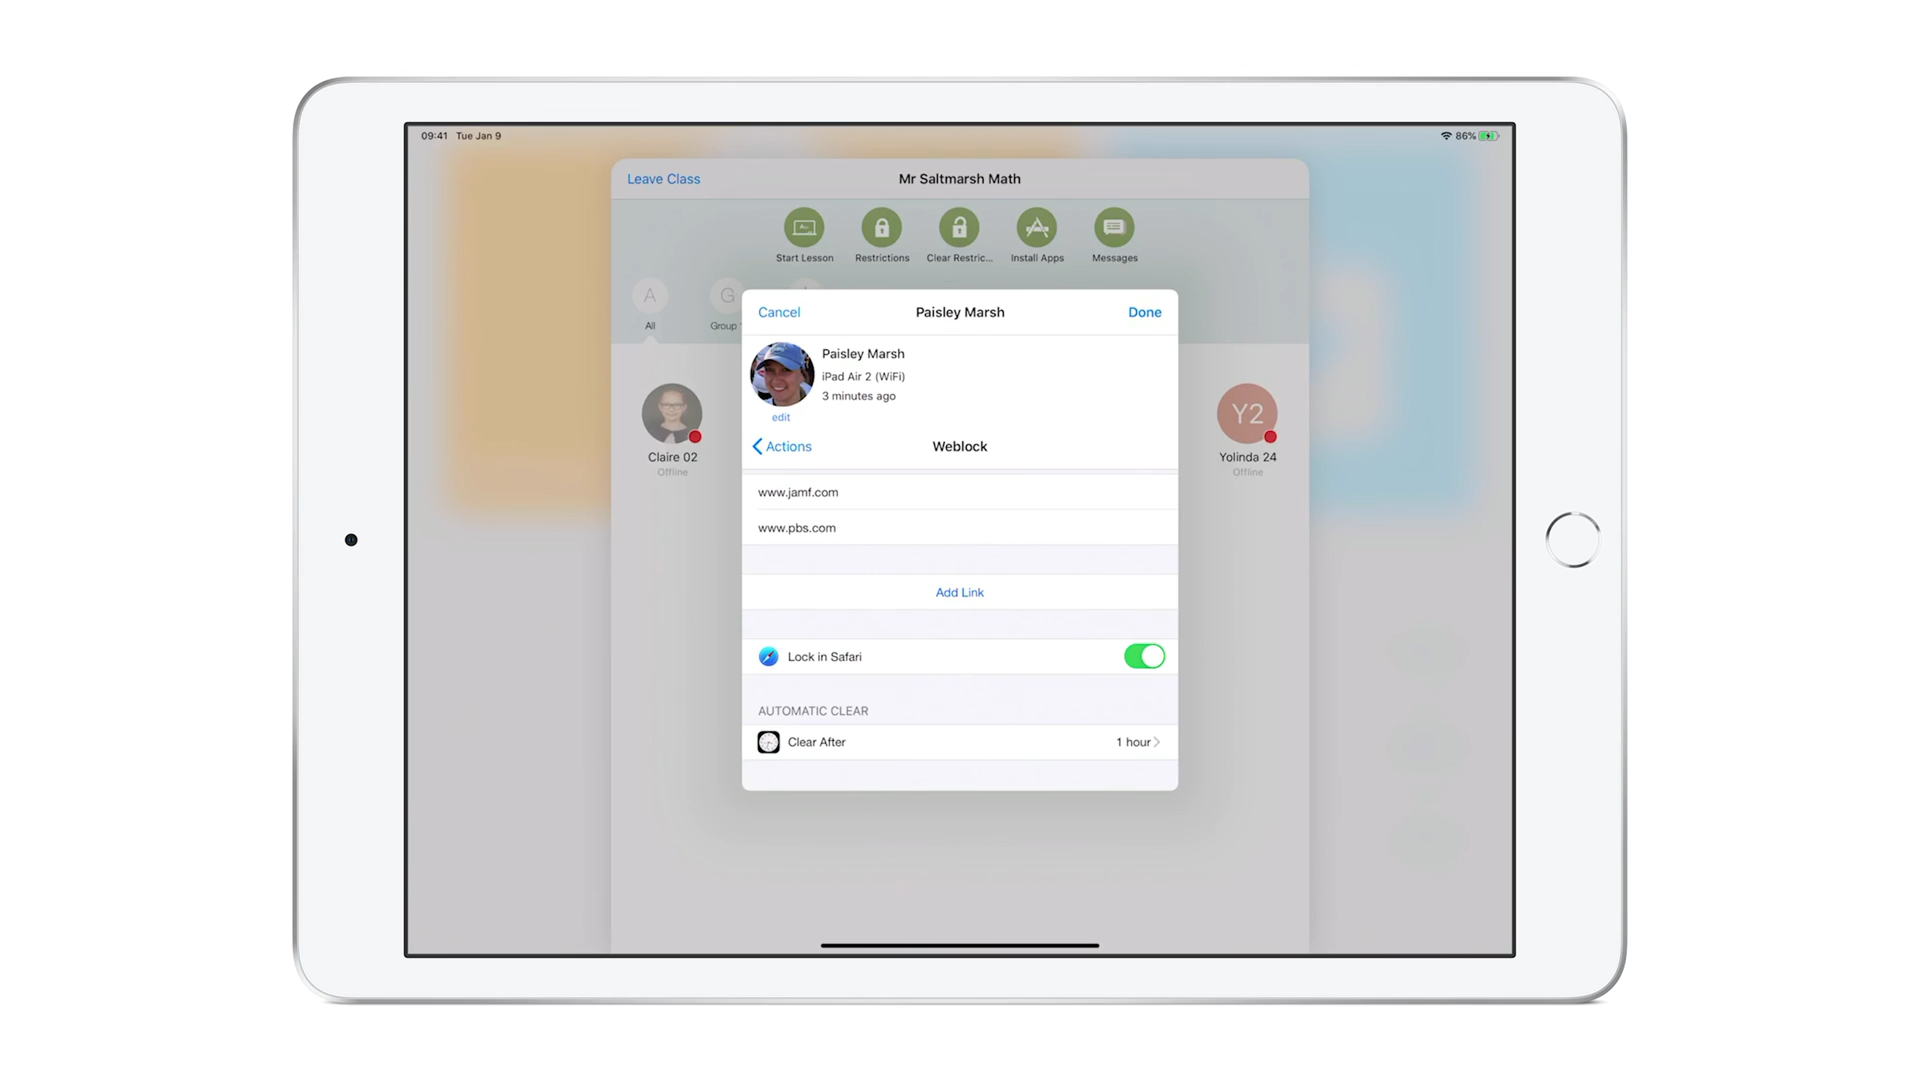 09:41 Tue Jan 9
86%
Leave Class
Mr Saltmarsh Math
Start Lesson
Restrictions
Clear Restric...
Install Apps
Messages
A
G
All
Group
Cancel
Paisley Marsh
Done
Paisley Marsh
iPad Air 2 (WiFi)
3 minutes ago
edit
Actions
Weblock
Claire 02
Offline
Y2
Yolinda 24
Offline
www.jamf.com
www.pbs.com
Add Link
Lock in Safari
AUTOMATIC CLEAR
Clear After
1 hour